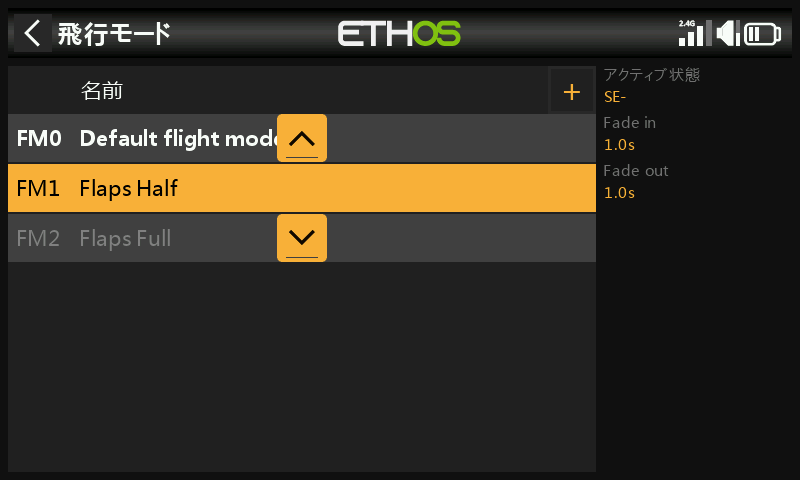 飛行モード
ETHOS
2.4G
名前
+
FM0 Default flight mode
FM1 Flaps Half
FM2 Flaps Full
アクティブ状態
SE-
Fade in
1.0s
Fade out
1.0s